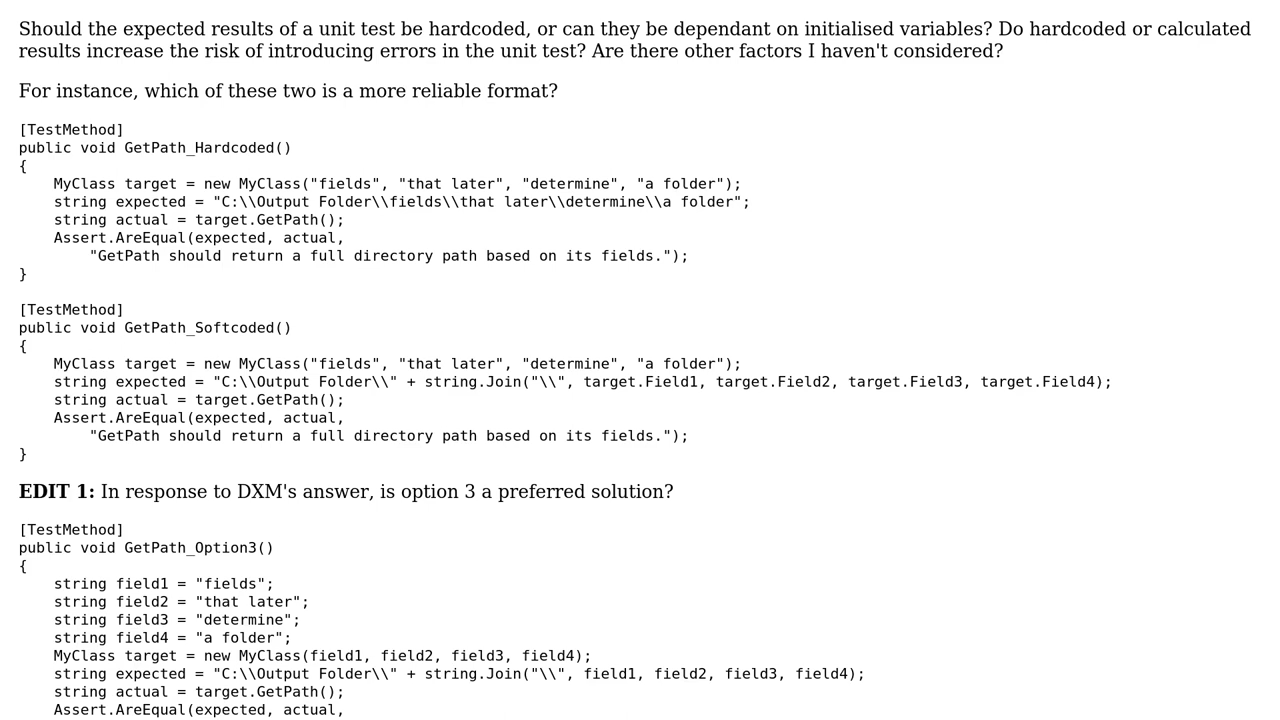 Should the expected results of a unit test be hardcoded, or can they be dependant on initialised variables? Do hardcoded or calculated
results increase the risk of introducing errors in the unit test? Are there other factors I haven't considered?
For instance, which of these two is a more reliable format?
[TestMethod]
public void GetPath_Hardcoded()
{
    MyClass target = new MyClass("fields", "that later", "determine", "a folder");
    string expected = "C:\\Output Folder\\fields\\that later\\determine\\a folder";
    string actual = target.GetPath();
    Assert.AreEqual(expected, actual,
        "GetPath should return a full directory path based on its fields.");
}
[TestMethod]
public void GetPath_Softcoded()
{
    MyClass target = new MyClass("fields", "that later", "determine", "a folder");
    string expected = "C:\\Output Folder\\" + string.Join("\\", target.Field1, target.Field2, target.Field3, target.Field4);
    string actual = target.GetPath();
    Assert.AreEqual(expected, actual,
        "GetPath should return a full directory path based on its fields.");
}
EDIT 1: In response to DXM's answer, is option 3 a preferred solution?
[TestMethod]
public void GetPath_Option3()
{
    string field1 = "fields";
    string field2 = "that later";
    string field3 = "determine";
    string field4 = "a folder";
    MyClass target = new MyClass(field1, field2, field3, field4);
    string expected = "C:\\Output Folder\\" + string.Join("\\", field1, field2, field3, field4);
    string actual = target.GetPath();
    Assert.AreEqual(expected, actual,